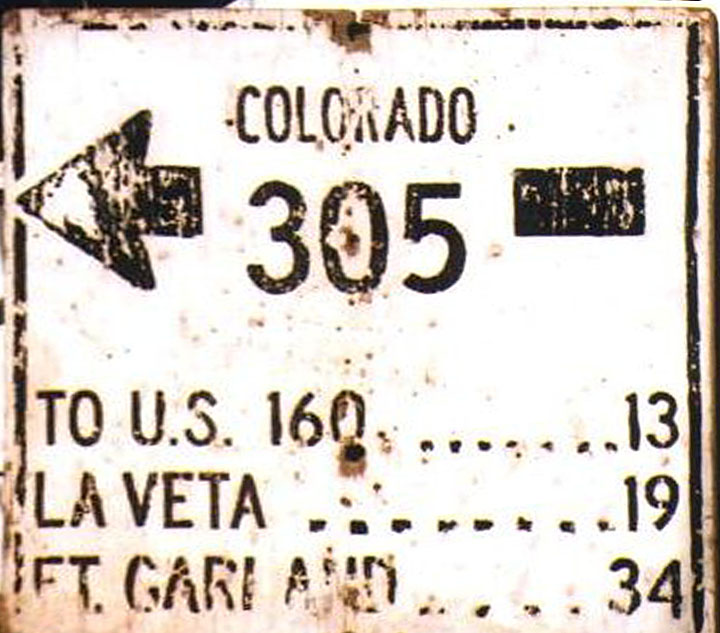 COLORADO
305
TO U.S. 160 ........ 13
LA VETA ........ 19
FT. GARLAND ..... 34